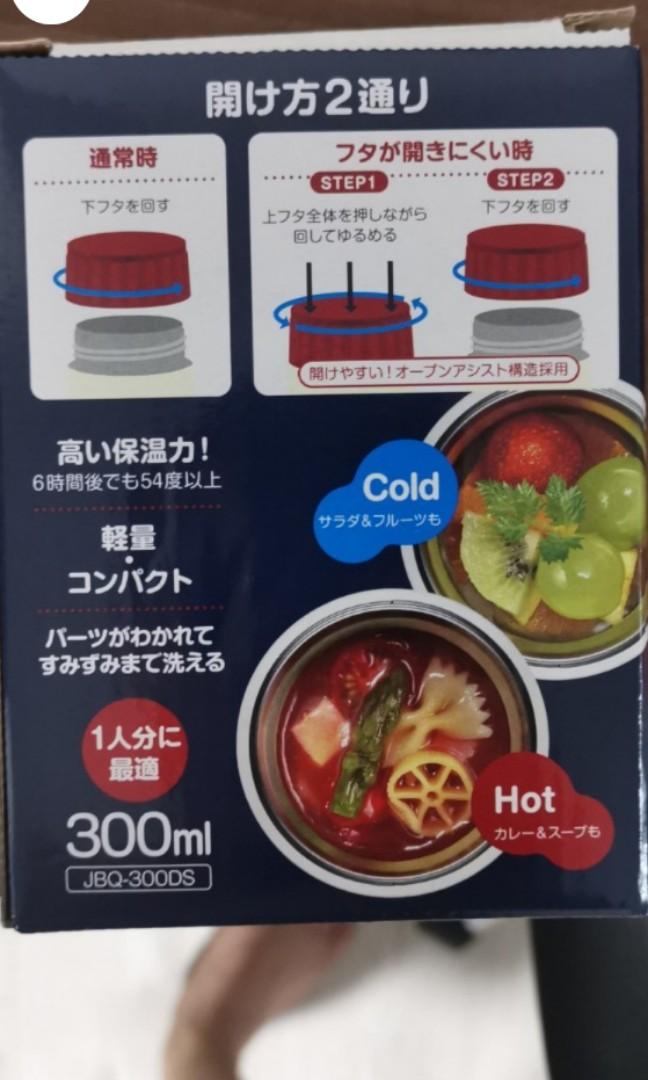 開け方2通り
通常時
下フタを回す
フタが開きにくい時
STEP1
上フタ全体を押しながら
回してゆるめる
STEP2
下フタを回す
開けやすい!オープンアシスト構造採用
高い保温力!
6時間後でも54度以上
軽量
・
コンパクト
パーツがわかれて
すみずみまで洗える
1人分に
最適
300ml
JBQ-300DS
Cold
サラダ&フルーツも
Hot
カレー&スープも